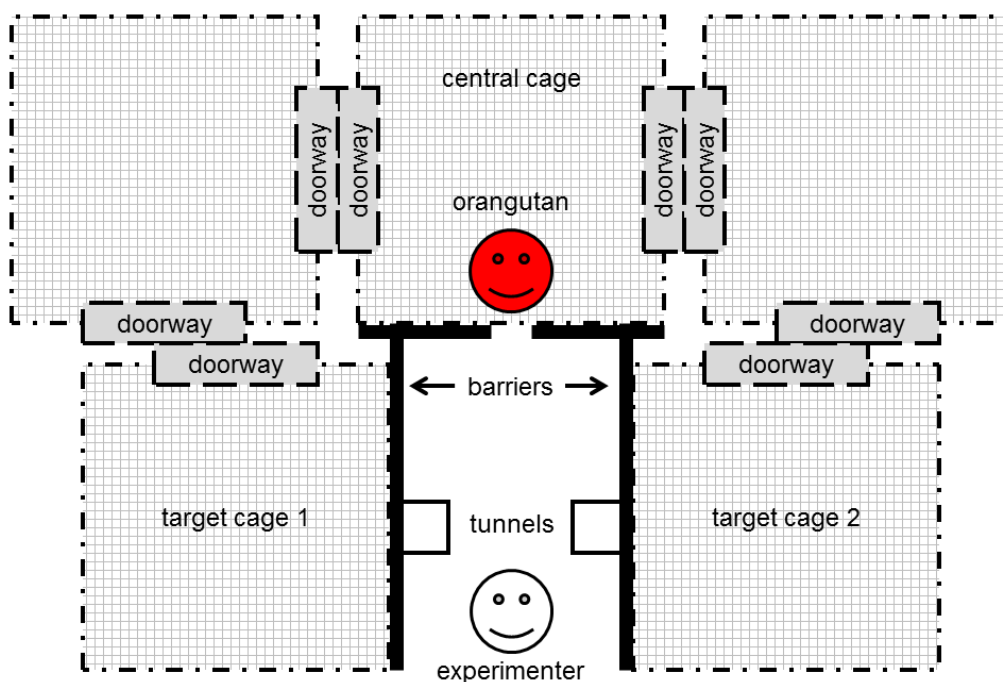 central cage
doorway
doorway
doorway
doorway
orangutan
doorway
doorway
doorway
doorway
barriers
target cage 1
tunnels
target cage 2
experimenter